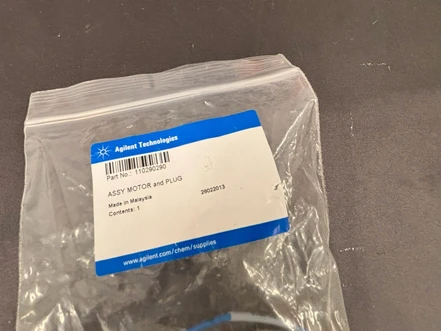 Agilent Technologies
Part No.: 110290290
ASSY MOTOR and PLUG
Made in Malaysia
28022013
Contents: 1
www.agilent.com/chem/supplies